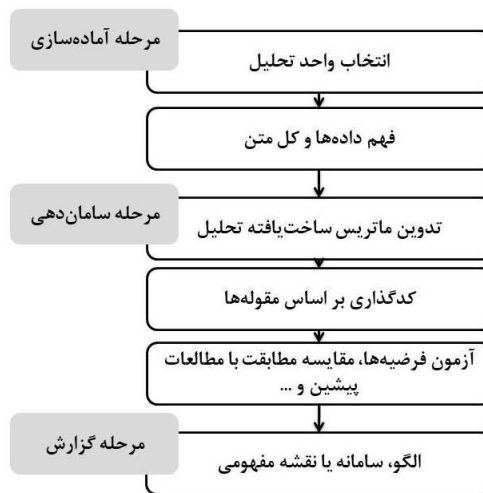 مرحله آماده‌سازی
انتخاب واحد تحلیل
فهم داده‌ها و کل متن
مرحله سامان‌دهی
تدوین ماتریس ساخت‌یافته تحلیل
کدگذاری بر اساس مقوله‌ها
آزمون فرضیه‌ها، مقایسه مطابقت با مطالعات
پیشین و ...
مرحله گزارش
الگو، سامانه یا نقشه مفهومی